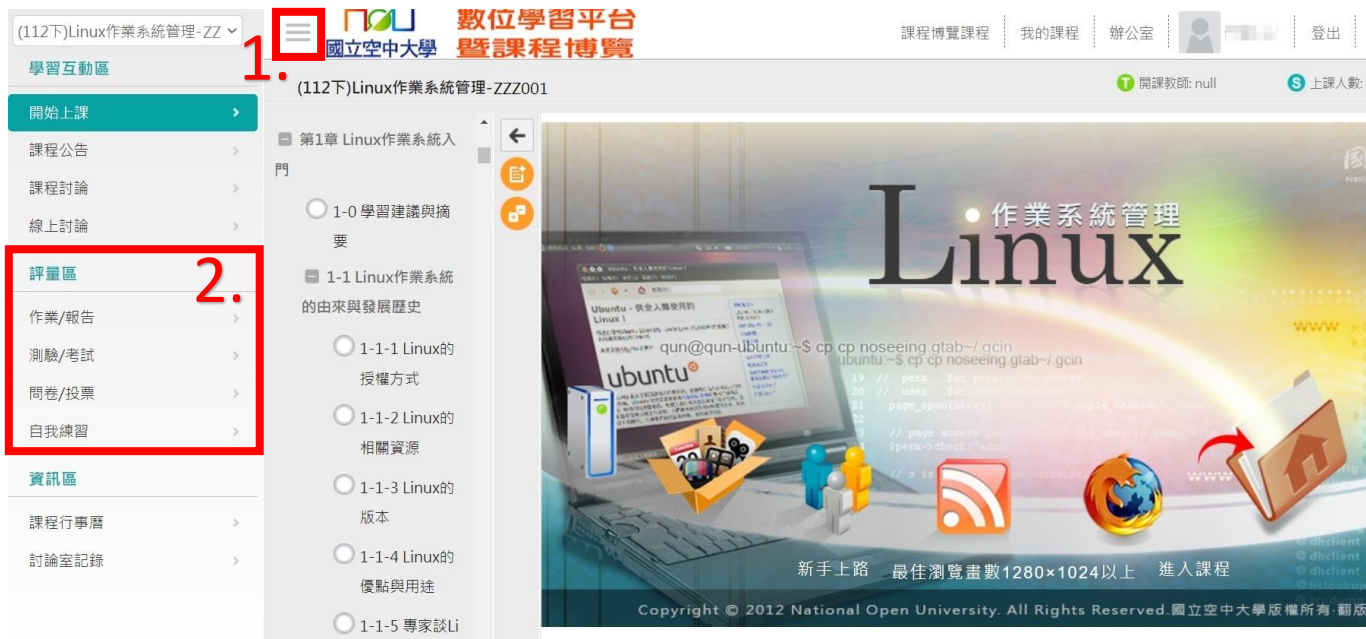 (112下)Linux作業系統管理-ZZ
學習互動區
開始上課
課程公告
課程討論
線上討論
評量區
作業/報告
測驗/考試
問卷/投票
自我練習
資訊區
課程行事曆
討論室記錄
1.
2.
NOU
國立空中大學
數位學習平台
暨課程博覽
課程博覽課程
我的課程
辦公室
登出
(112下)Linux作業系統管理-ZZZ001
T 開課教師: null
S 上課人數:
第1章 Linux作業系統入
門
1-0 學習建議與摘
要
1-1 Linux作業系統
的由來與發展歷史
1-1-1 Linux的
授權方式
1-1-2 Linux的
相關資源
1-1-3 Linux的
版本
1-1-4 Linux的
優點與用途
1-1-5 專家談Li
作業系統管理
Linux
Ubuntu - 供全人類使用的
Linux！
ubuntu
qun@qun-ubuntu:~$ cp cp noseeing.gtab~/.gcin
ubuntu:~$ cp cp noseeing.gtab~/.gcin
www
www
新手上路
最佳瀏覽畫數1280×1024以上
進入課程
Copyright © 2012 National Open University. All Rights Reserved.國立空中大學版權所有‧翻版